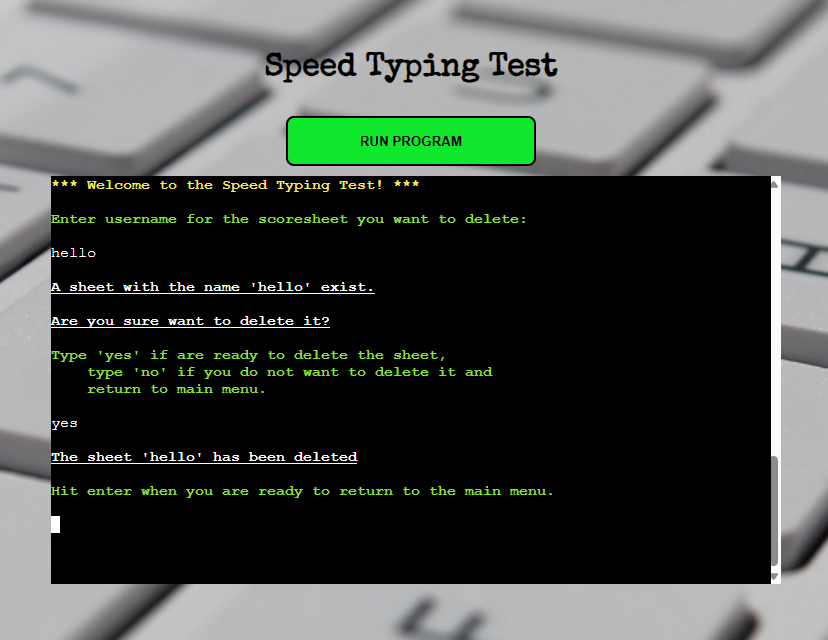 Speed Typing Test
RUN PROGRAM
*** Welcome to the Speed Typing Test! ***
Enter username for the scoresheet you want to delete:
hello
A sheet with the name 'hello' exist.
Are you sure want to delete it?
Type 'yes' if are ready to delete the sheet,
type 'no' if you do not want to delete it and
return to main menu.
yes
The sheet 'hello' has been deleted
Hit enter when you are ready to return to the main menu.